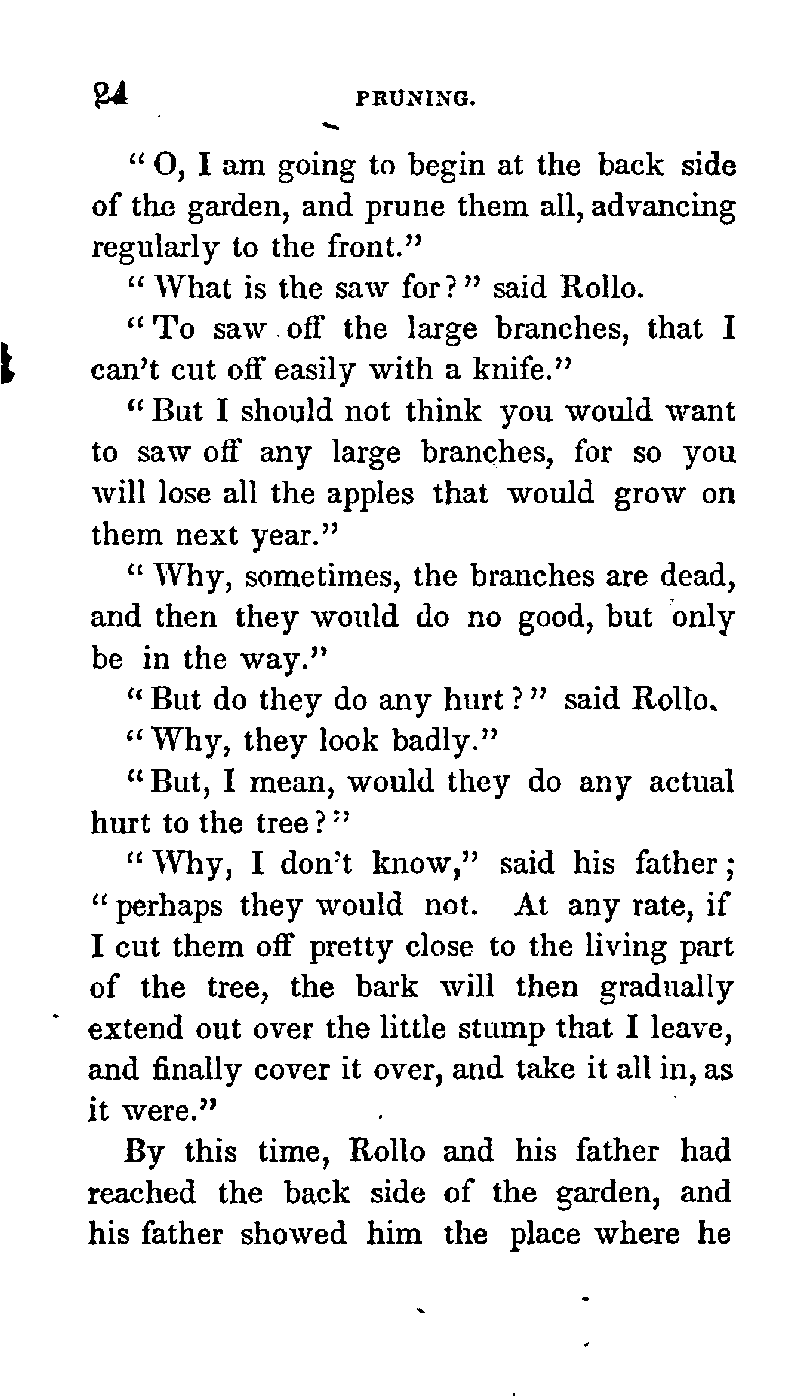 24 PRUNING.
“ O, I am going to begin at the back side
of the garden, and prune them all, advancing
regularly to the front.”
“ What is the saw for? ” said Rollo.
“ To saw off the large branches, that I
can’t cut off easily with a knife.”
“ But I should not think you would want
to saw off any large branches, for so you
will lose all the apples that would grow on
them next year.”
“ Why, sometimes, the branches are dead,
and then they would do no good, but only
be in the way.”
“ But do they do any hurt ? ” said Rollo.
“ Why, they look badly.”
“ But, I mean, would they do any actual
hurt to the tree ? ”
“ Why, I don’t know,” said his father ;
“ perhaps they would not. At any rate, if
I cut them off pretty close to the living part
of the tree, the bark will then gradually
extend out over the little stump that I leave,
and finally cover it over, and take it all in, as
it were.”
By this time, Rollo and his father had
reached the back side of the garden, and
his father showed him the place where he